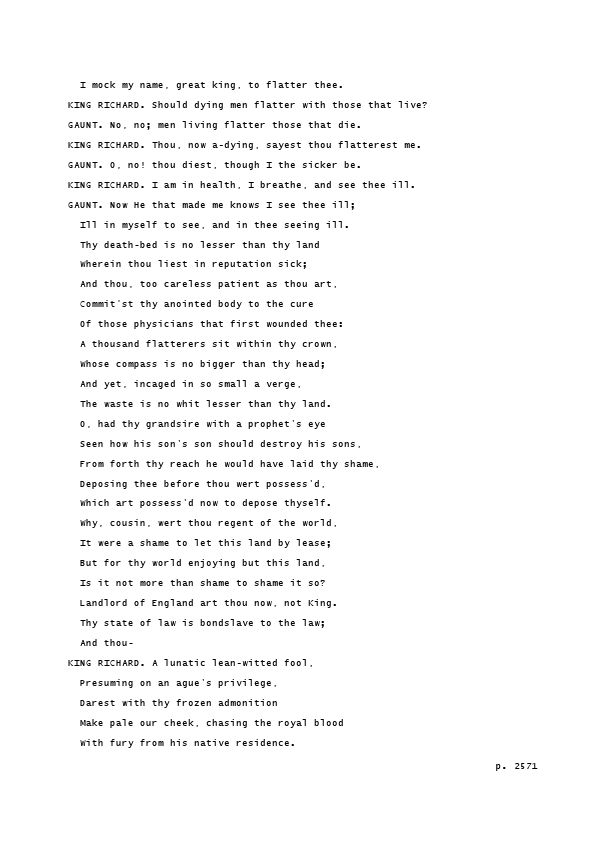 I mock my name, great king, to flatter thee.
KING RICHARD. Should dying men flatter with those that live?
GAUNT. No, no; men living flatter those that die.
KING RICHARD. Thou, now a-dying, sayest thou flatterest me.
GAUNT. O, no! thou diest, though I the sicker be.
KING RICHARD. I am in health, I breathe, and see thee ill.
GAUNT. Now He that made me knows I see thee ill;
Ill in myself to see, and in thee seeing ill.
Thy death-bed is no lesser than thy land
Wherein thou liest in reputation sick;
And thou, too careless patient as thou art,
Commit'st thy anointed body to the cure
Of those physicians that first wounded thee:
A thousand flatterers sit within thy crown,
Whose compass is no bigger than thy head;
And yet, incaged in so small a verge,
The waste is no whit lesser than thy land.
O, had thy grandsire with a prophet's eye
Seen how his son's son should destroy his sons,
From forth thy reach he would have laid thy shame,
Deposing thee before thou wert possess'd,
Which art possess'd now to depose thyself.
Why, cousin, wert thou regent of the world,
It were a shame to let this land by lease;
But for thy world enjoying but this land,
Is it not more than shame to shame it so?
Landlord of England art thou now, not King.
Thy state of law is bondslave to the law;
And thou-
KING RICHARD. A lunatic lean-witted fool,
Presuming on an ague's privilege,
Darest with thy frozen admonition
Make pale our cheek, chasing the royal blood
With fury from his native residence.
p. 2571